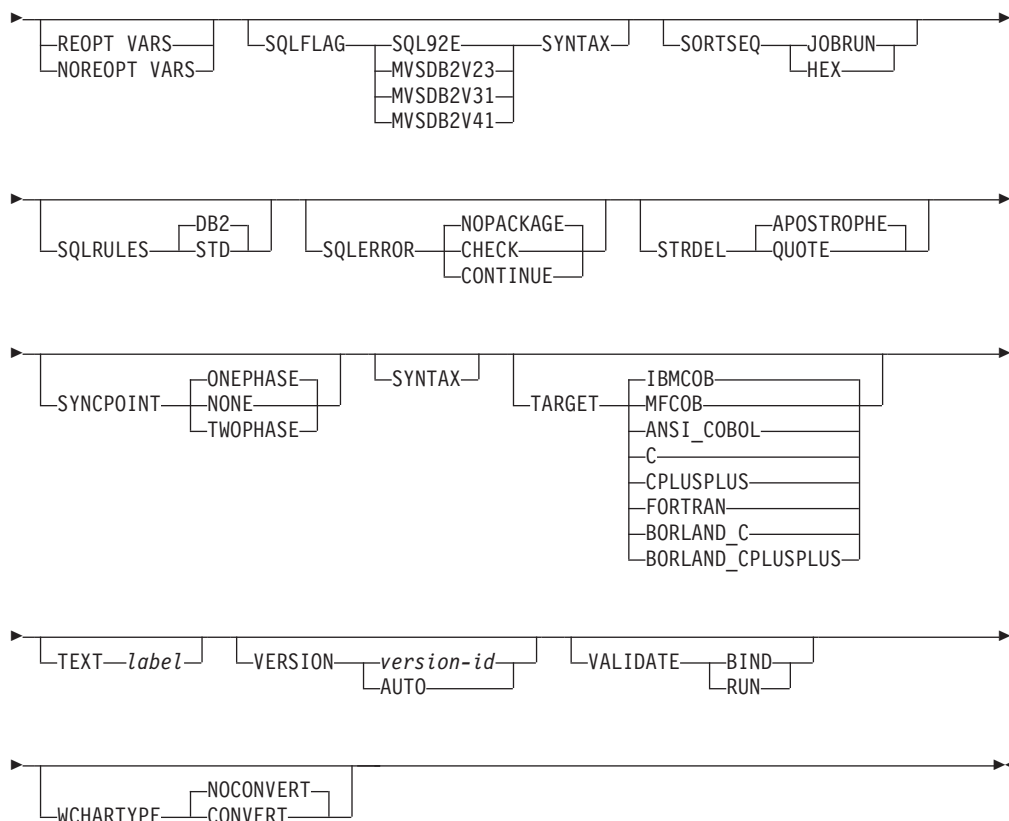 REOPT VARS SQLFLAG SQL92E SYNTAX SORTSEQ JOBRUN
NOREOPT VARS MVSDB2V23 HEX
MVSDB2V31
MVSDB2V41
DB2 NOPACKAGE APOSTROPHE
SQLRULES STD SQLERROR CHECK STRDEL QUOTE
CONTINUE
ONEPHASE SYNTAX IBMCOB
SYNCPOINT NONE TARGET MFCOB
TWOPHASE ANSI_COBOL
C
CPLUSPLUS
FORTRAN
BORLAND_C
BORLAND_CPLUSPLUS
TEXT label VERSION version-id VALIDATE BIND
AUTO RUN
NOCONVERT
WCHARTYPE CONVERT